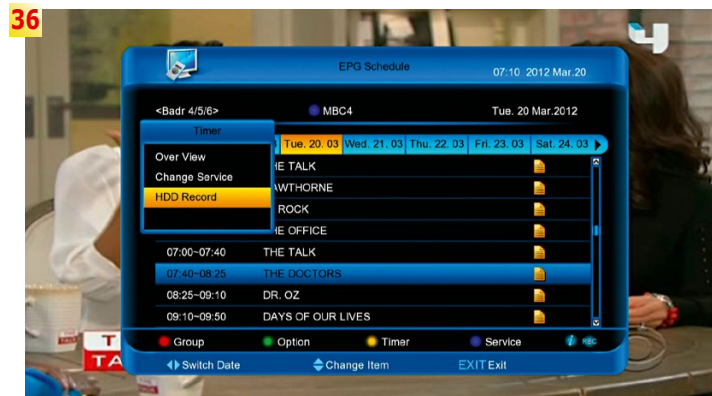 36
EPG Schedule
07:10 2012 Mar.20
<Badr 4/5/6>
MBC4
Tue. 20 Mar.2012
Timer
Tue. 20. 03 Wed. 21. 03 Thu. 22. 03 Fri. 23. 03 Sat. 24. 03
Over View
HE TALK
Change Service
AWTHORNE
HDD Record
ROCK
HE OFFICE
07:00~07:40 THE TALK
07:40~08:25 THE DOCTORS
08:25~09:10 DR. OZ
09:10~09:50 DAYS OF OUR LIVES
Group Option Timer Service i REC
Switch Date Change Item EXIT Exit
T
TA